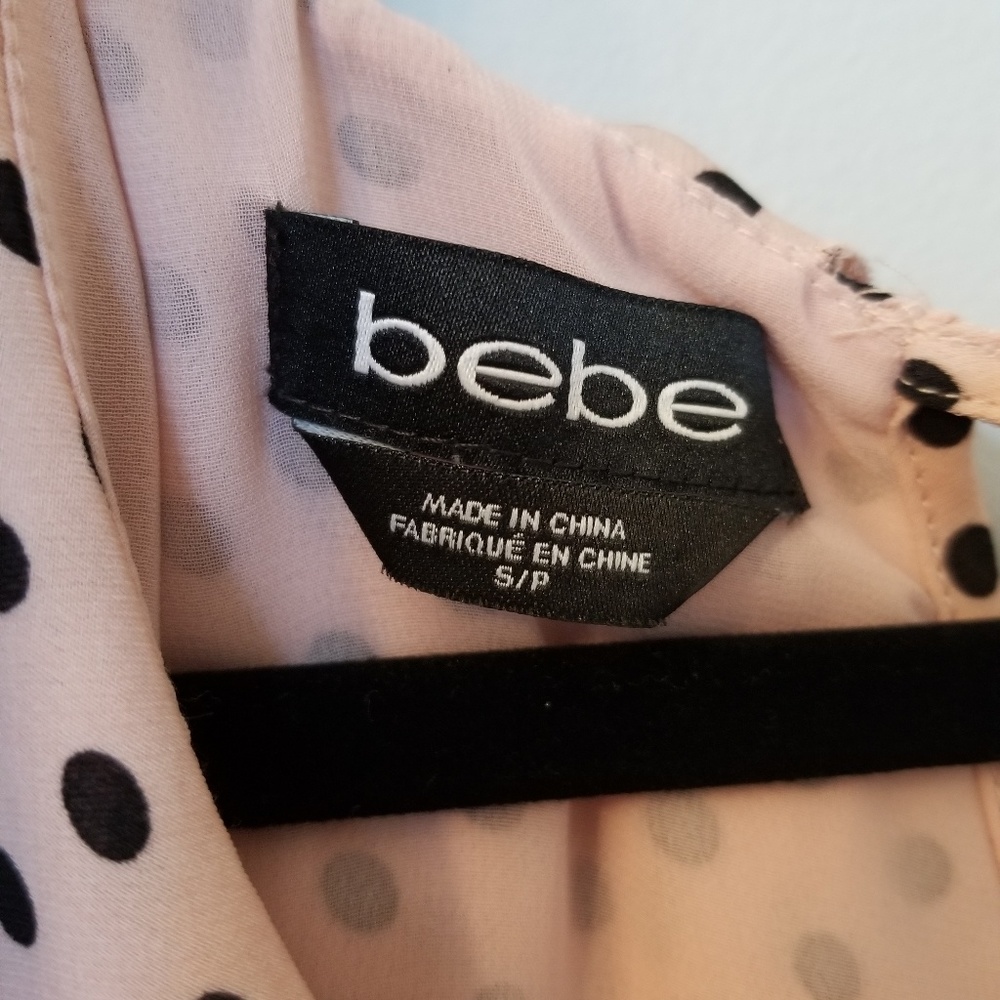 bebe
MADE IN CHINA
FABRIQUÉ EN CHINE
S/P